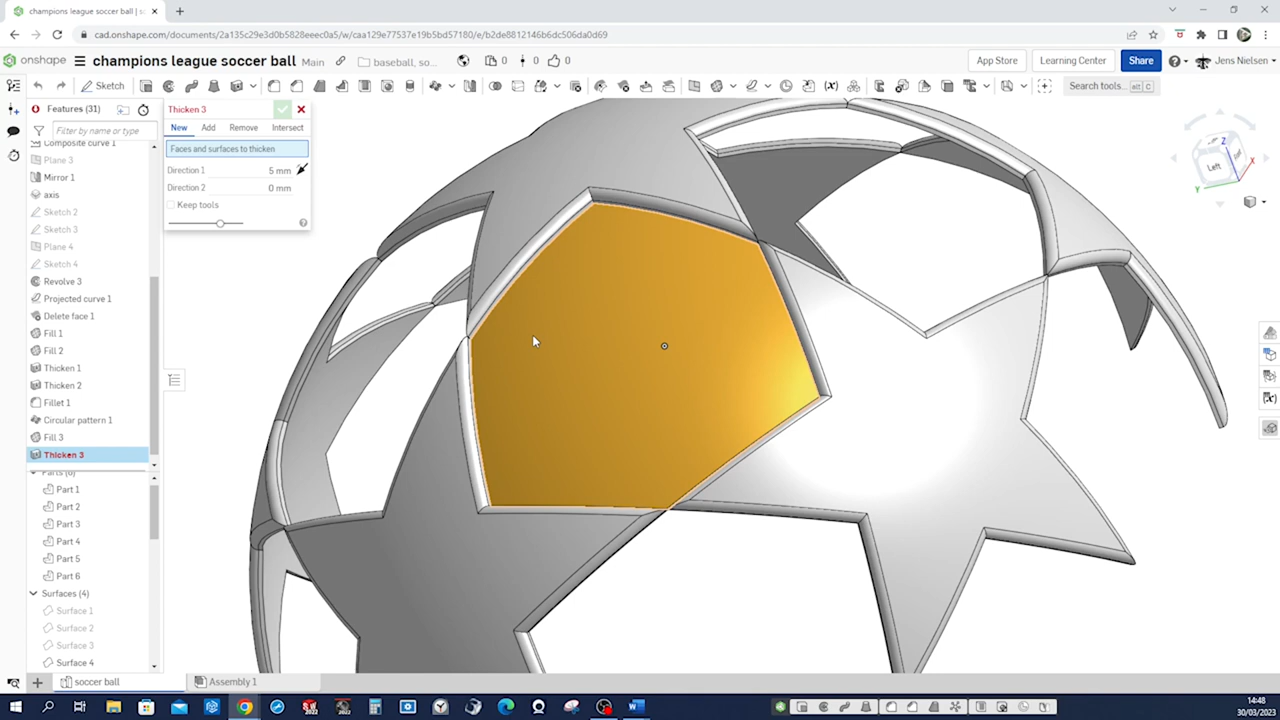 champions league soccer ball | s
cad.onshape.com/documents/2a135c29e3d0b5828eeec0a5/w/caa129e77537e19b5bd57180/e/b2de8812146b6dc506da0d69
onshape
champions league soccer ball Main
baseball, so...
0
0
0
App Store
Learning Center
Share
Jens Nielsen
Sketch
Search tools...
alt C
Features (31)
Filter by name or type
Composite curve 1
Plane 3
Mirror 1
axis
Sketch 2
Sketch 3
Plane 4
Sketch 4
Revolve 3
Projected curve 1
Delete face 1
Fill 1
Fill 2
Thicken 1
Thicken 2
Fillet 1
Circular pattern 1
Fill 3
Thicken 3
Parts (6)
Part 1
Part 2
Part 3
Part 4
Part 5
Part 6
Surfaces (4)
Surface 1
Surface 2
Surface 3
Surface 4
Thicken 3
New Add Remove Intersect
Faces and surfaces to thicken
Direction 1 5 mm
Direction 2 0 mm
Keep tools
Z
Left
X
Y
soccer ball
Assembly 1
14:48
30/03/2023